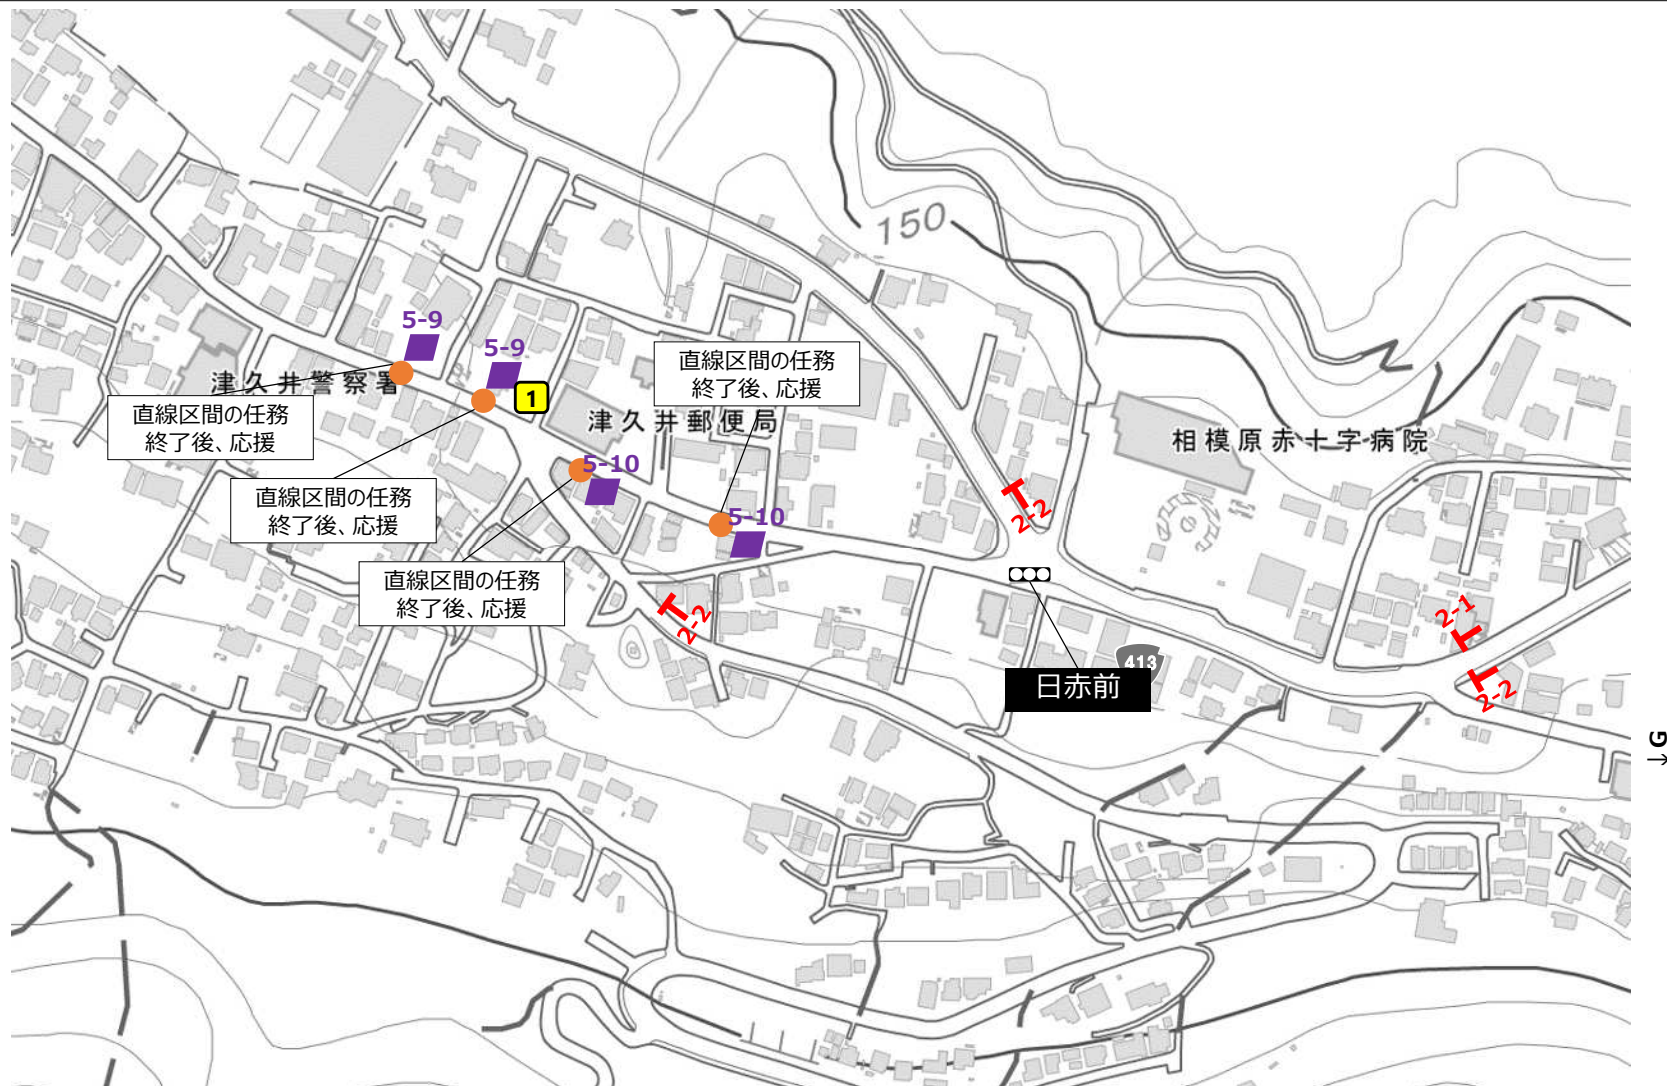 150
5-9
5-9
直線区間の任務
終了後、応援
津久井警察署
1
直線区間の任務
終了後、応援
津久井郵便局
相模原赤十字病院
5-10
直線区間の任務
終了後、応援
2-2
5-10
直線区間の任務
終了後、応援
2-2
2-1
413
日赤前
2-2
→G